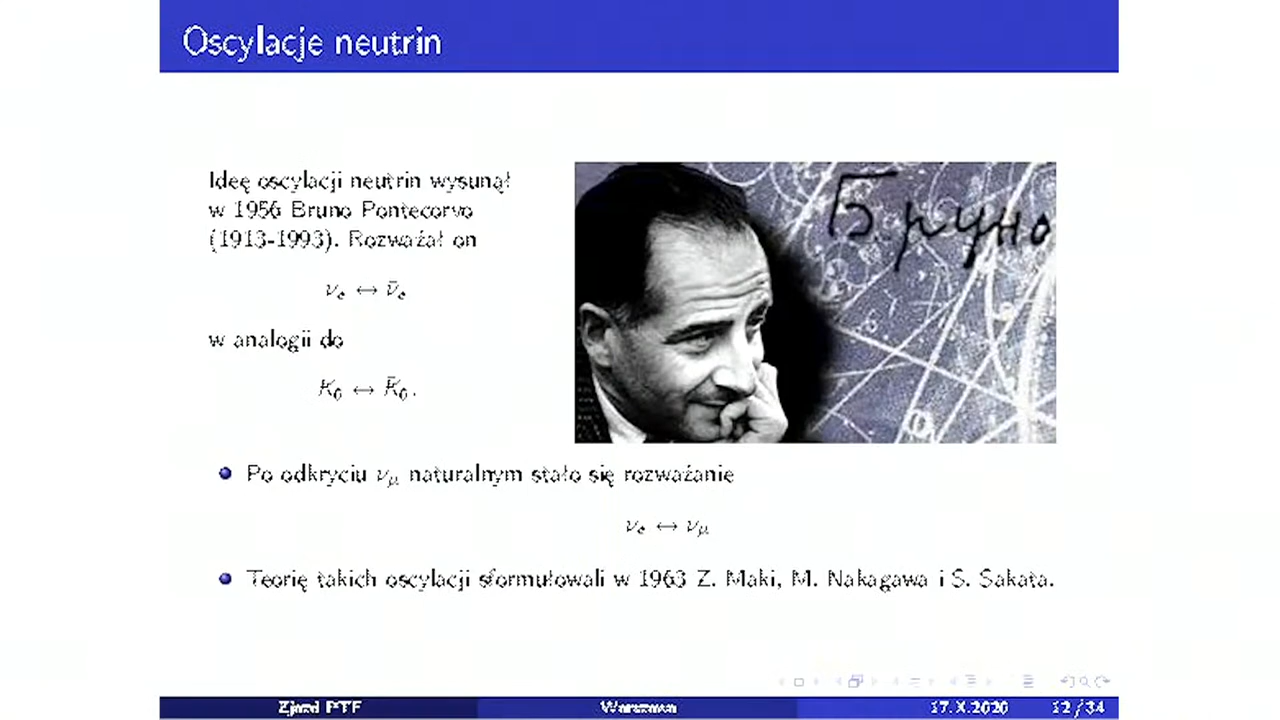 Oscylacje neutrin
Ideę oscylacji neutrin wysunął
w 1956 Bruno Pontecorvo
(1913-1993). Rozważał on
νₑ ↔ ν̄ₑ
w analogii do
K₀ ↔ K̄₀.
Бруно
Po odkryciu ν_μ naturalnym stało się rozważanie
νₑ ↔ ν_μ
Teorię takich oscylacji sformułowali w 1963 Z. Maki, M. Nakagawa i S. Sakata.
Zjazd PTF Warszawa 17.X.2020 12 / 34